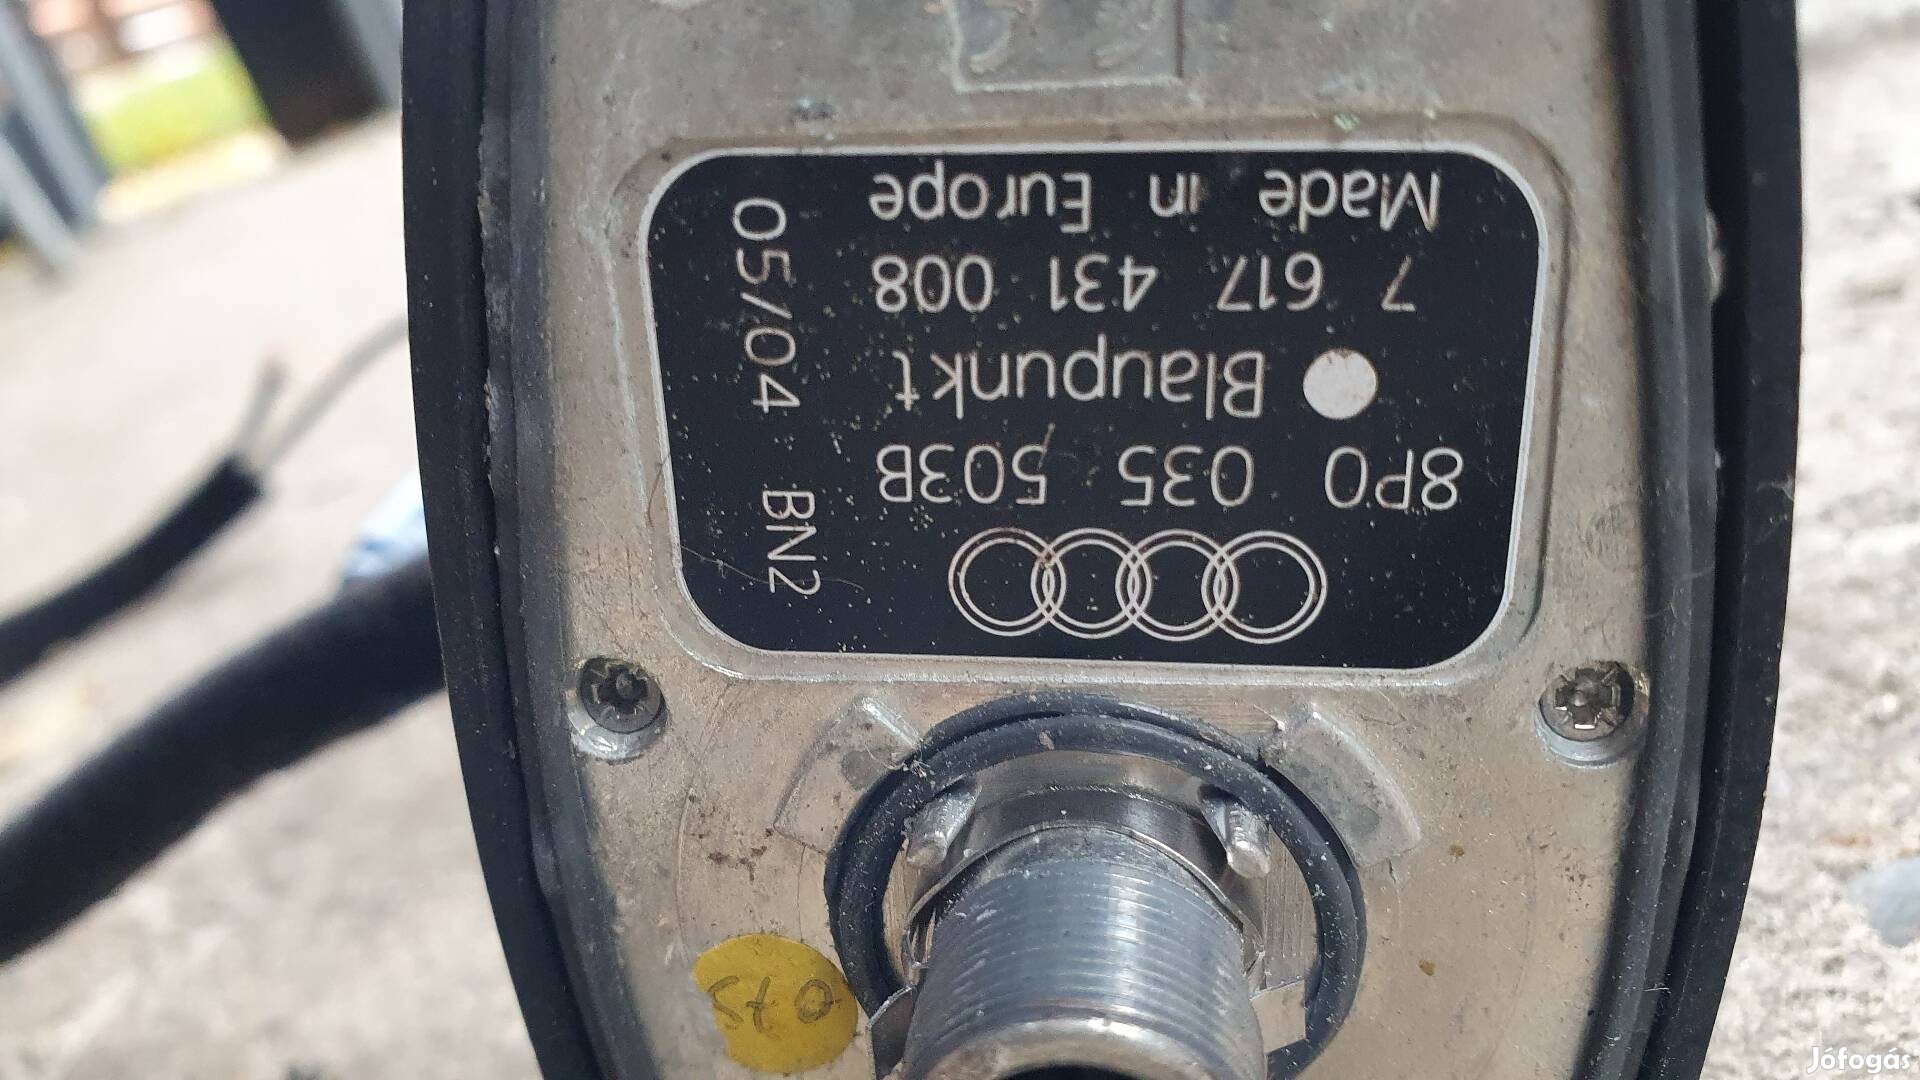 8P0 035 503B
Blaupunkt
7 617 431 008
Made in Europe
05/04 BN2
Jófogás